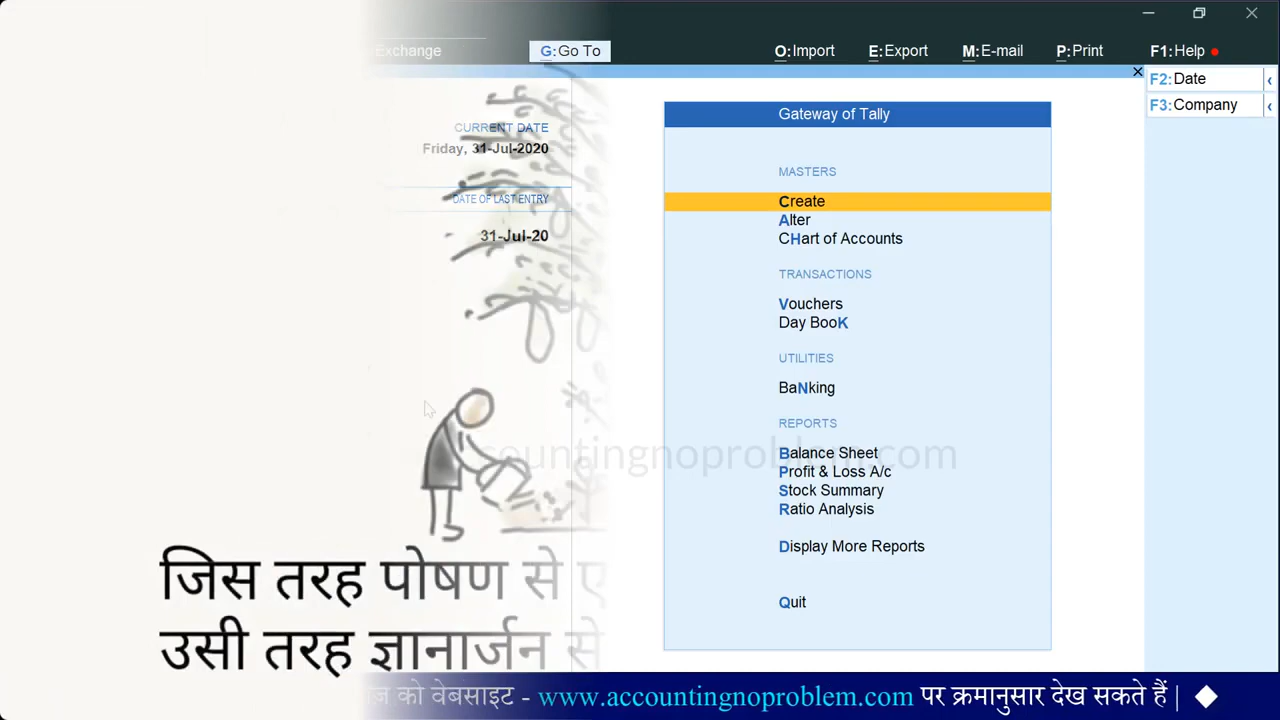 Exchange
G:Go To
O:Import
E:Export
M:E-mail
P:Print
F1:Help
F2:Date
F3:Company
CURRENT DATE
Friday, 31-Jul-2020
DATE OF LAST ENTRY
31-Jul-20
Gateway of Tally
MASTERS
Create
Alter
CHart of Accounts
TRANSACTIONS
Vouchers
Day BooK
UTILITIES
BaNking
REPORTS
Balance Sheet
Profit & Loss A/c
Stock Summary
Ratio Analysis
Display More Reports
Quit
countingnoproblem.com
जिस तरह पोषण से
उसी तरह ज्ञानार्जन से
को वेबसाइट - www.accountingnoproblem.com पर क्रमानुसार देख सकते हैं |